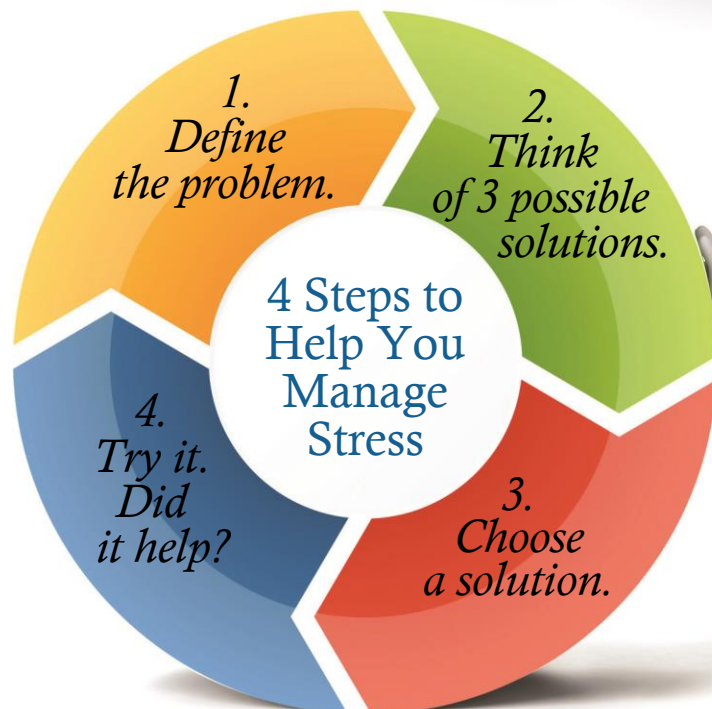 1.
Define
the problem.
2.
Think
of 3 possible
solutions.
4 Steps to
Help You
Manage
Stress
3.
Choose
a solution.
4.
Try it.
Did
it help?